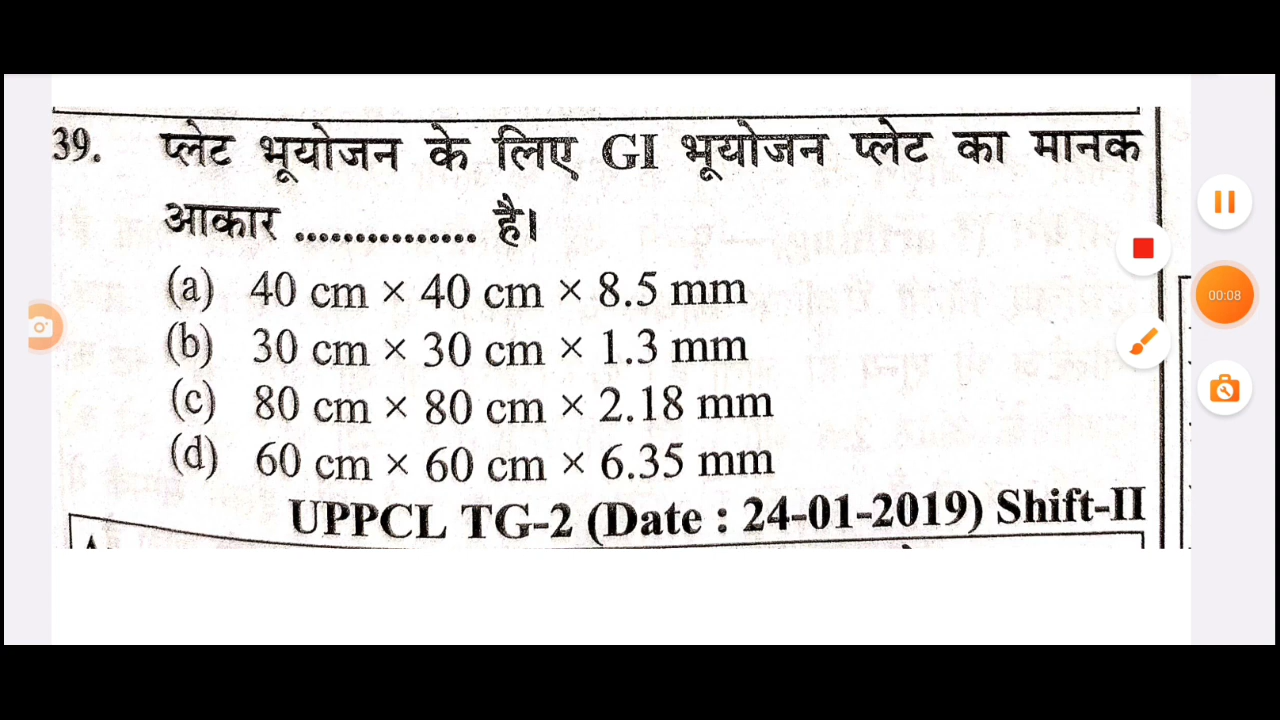 39. प्लेट भूयोजन के लिए GI भूयोजन प्लेट का मानक
आकार ............... है।
(a) 40 cm × 40 cm × 8.5 mm
(b) 30 cm × 30 cm × 1.3 mm
(c) 80 cm × 80 cm × 2.18 mm
(d) 60 cm × 60 cm × 6.35 mm
UPPCL TG-2 (Date : 24-01-2019) Shift-II
00:08